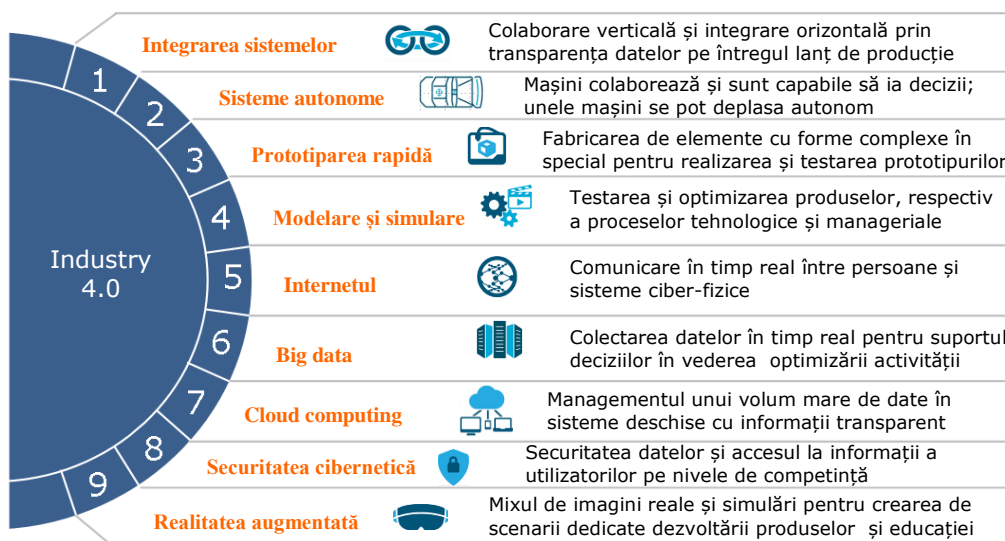 Industry
4.0
1
Integrarea sistemelor
Colaborare verticală și integrare orizontală prin
transparența datelor pe întregul lanț de producție
2
Sisteme autonome
Mașini colaborează și sunt capabile să ia decizii;
unele mașini se pot deplasa autonom
3
Prototiparea rapidă
Fabricarea de elemente cu forme complexe în
special pentru realizarea și testarea prototipurilor
4
Modelare și simulare
Testarea și optimizarea produselor, respectiv
a proceselor tehnologice și manageriale
5
Internetul
Comunicare în timp real între persoane și
sisteme ciber-fizice
6
Big data
Colectarea datelor în timp real pentru suportul
deciziilor în vederea optimizării activității
7
Cloud computing
Managementul unui volum mare de date în
sisteme deschise cu informații transparent
8
Securitatea cibernetică
Securitatea datelor și accesul la informații a
utilizatorilor pe nivele de competință
9
Realitatea augmentată
Mixul de imagini reale și simulări pentru crearea de
scenarii dedicate dezvoltării produselor și educației